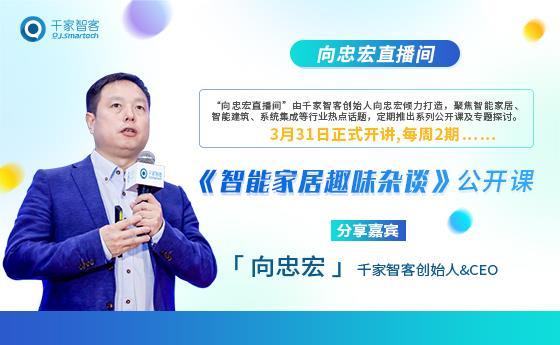 千家智客
QJ.Smartech
向忠宏直播间
“向忠宏直播间”由千家智客创始人向忠宏倾力打造，聚焦智能家居、
智能建筑、系统集成等行业热点话题，定期推出系列公开课及专题探讨。
3月31日正式开讲,每周2期……
《智能家居趣味杂谈》公开课
分享嘉宾
「 向忠宏 」 千家智客创始人&CEO
千家智客